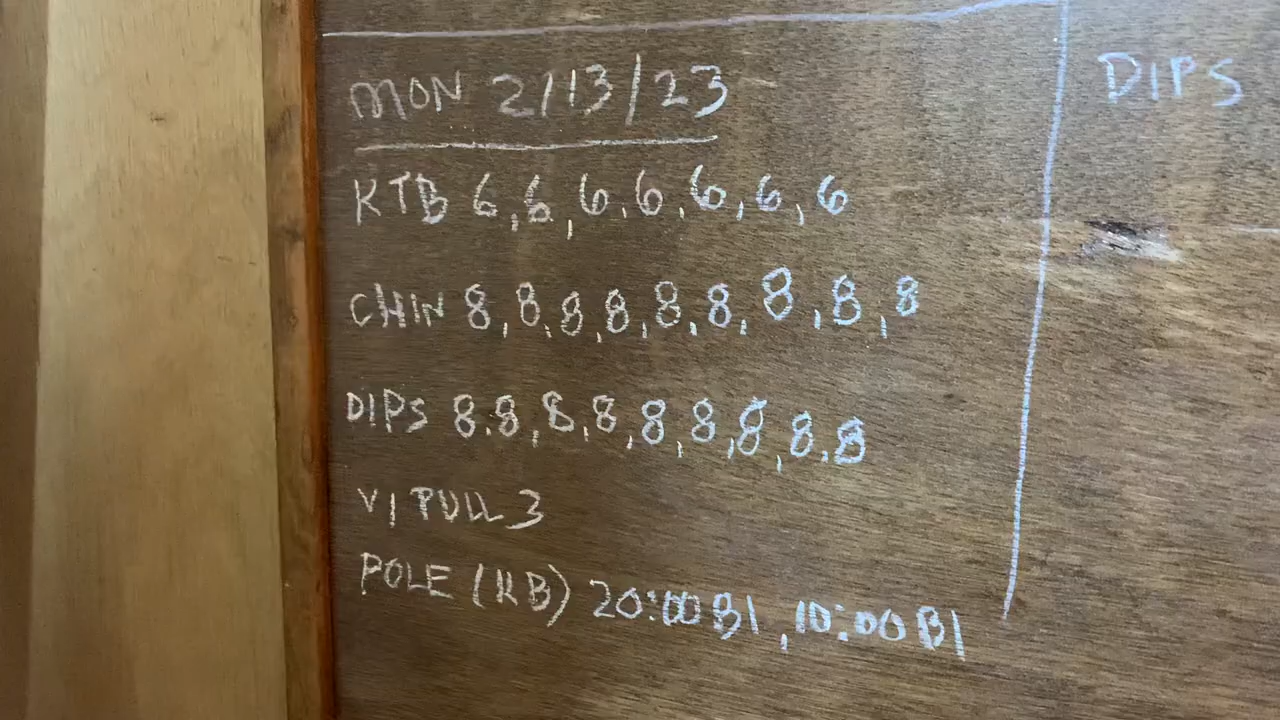 MON 2/13/23
KTB 6,6,6,6,6,6,6
CHIN 8,8,8,8,8,8,8,8,8
DIPS 8,8,8,8,8,8,8,8,8
V1 PULL 3
POLE (KB) 20:00 B1, 10:00 B1
DIPS